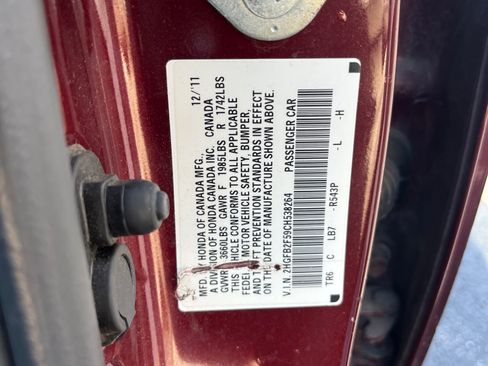 MFD. BY HONDA OF CANADA MFG. 12/'11
A DIVISION OF HONDA CANADA INC. CANADA
GVWR 3660LBS GAWR F 1985LBS R 1742LBS
THIS VEHICLE CONFORMS TO ALL APPLICABLE
FEDERAL MOTOR VEHICLE SAFETY, BUMPER,
AND THEFT PREVENTION STANDARDS IN EFFECT
ON THE DATE OF MANUFACTURE SHOWN ABOVE.
V.I.N. 2HGFB2F59CH538264 PASSENGER CAR
TR6 C LB7 -R543P -L -H